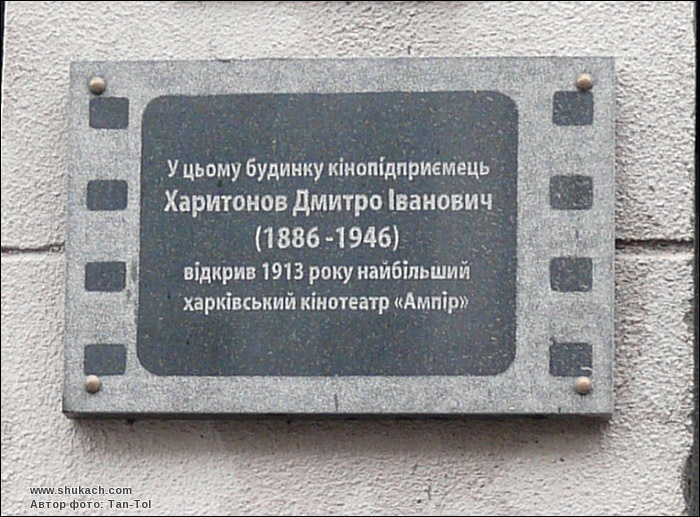 У цьому будинку кінопідприємець
Харитонов Дмитро Іванович
(1886 -1946)
відкрив 1913 року найбільший
харківський кінотеатр «Ампір»
www.shukach.com
Автор фото: Tan-Tol